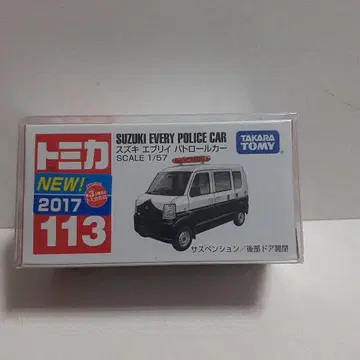 トミカ
NEW!
2017
113
SUZUKI EVERY POLICE CAR
スズキ エブリイ パトロールカー
SCALE 1/57
TAKARA
TOMY
サスペンション／後部ドア開閉